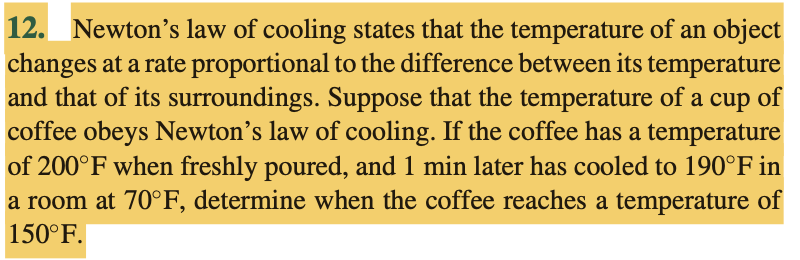 12. Newton’s law of cooling states that the temperature of an object
changes at a rate proportional to the difference between its temperature
and that of its surroundings. Suppose that the temperature of a cup of
coffee obeys Newton’s law of cooling. If the coffee has a temperature
of 200°F when freshly poured, and 1 min later has cooled to 190°F in
a room at 70°F, determine when the coffee reaches a temperature of
150°F.